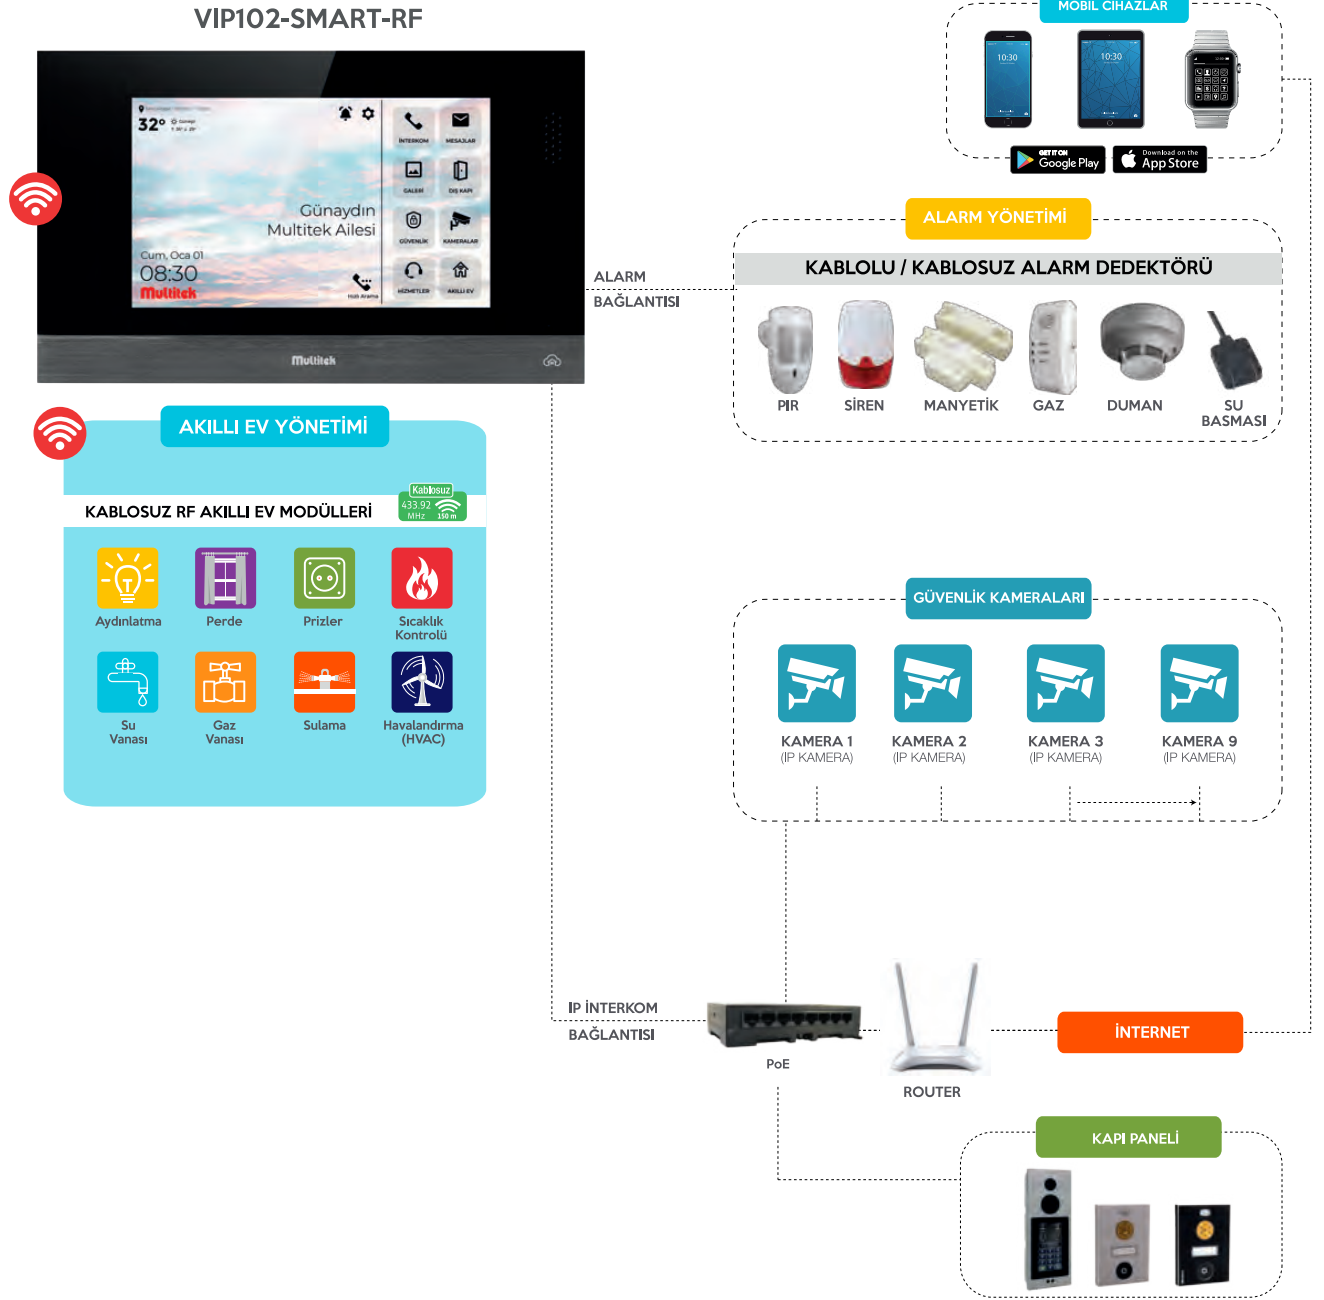 VIP102-SMART-RF
32°
Güneşli
İNTERKOM
MESAJLAR
GALERİ
DIŞ KAPI
Günaydın
Multitek Ailesi
GÜVENLİK
KAMERALAR
Cum, Oca 01
08:30
Multitek
Hızlı Arama
HİZMETLER
AKILLI EV
Multitek
MOBİL CİHAZLAR
10:30
10:30
GET IT ON
Google Play
Download on the
App Store
ALARM
BAĞLANTISI
ALARM YÖNETİMİ
KABLOLU / KABLOSUZ ALARM DEDEKTÖRÜ
PIR
SİREN
MANYETİK
GAZ
DUMAN
SU
BASMASI
AKILLI EV YÖNETİMİ
KABLOSUZ RF AKILLI EV MODÜLLERİ
Kablosuz
433.92
MHz
150 m
Aydınlatma
Perde
Prizler
Sıcaklık
Kontrolü
Su
Vanası
Gaz
Vanası
Sulama
Havalandırma
(HVAC)
GÜVENLİK KAMERALARI
KAMERA 1
(IP KAMERA)
KAMERA 2
(IP KAMERA)
KAMERA 3
(IP KAMERA)
KAMERA 9
(IP KAMERA)
IP İNTERKOM
BAĞLANTISI
PoE
ROUTER
İNTERNET
KAPI PANELİ